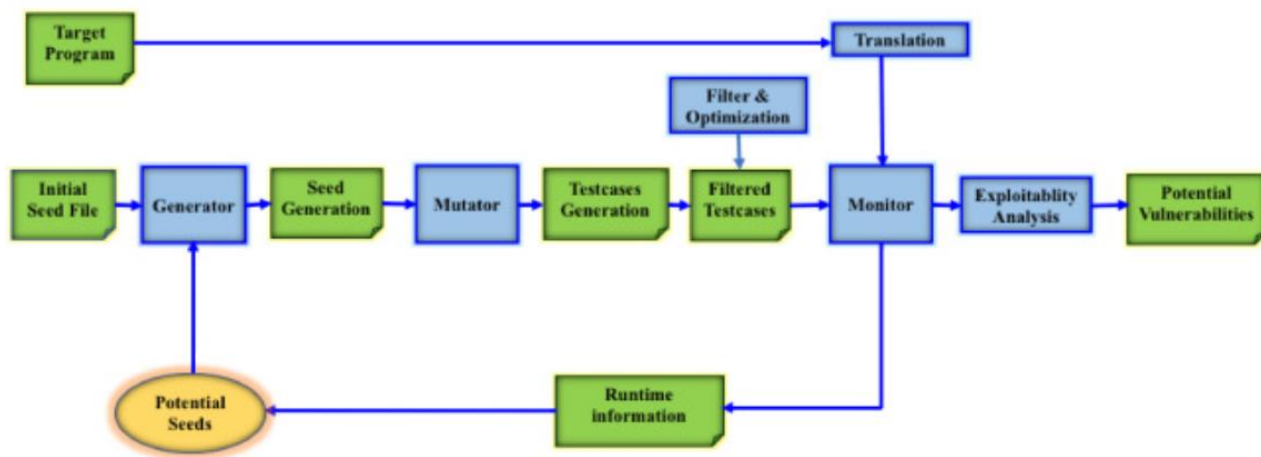 Target
Program
Translation
Filter &
Optimization
Initial
Seed File
Generator
Seed
Generation
Mutator
Testcases
Generation
Filtered
Testcases
Monitor
Exploitablity
Analysis
Potential
Vulnerabilities
Potential
Seeds
Runtime
information